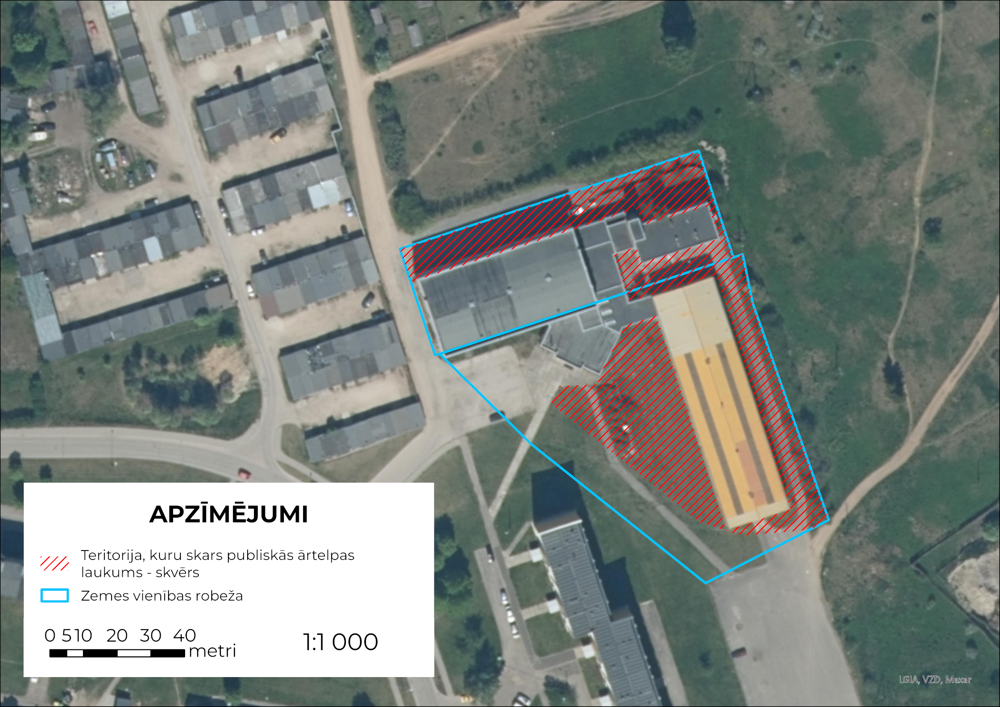 APZĪMĒJUMI
Teritorija, kuru skars publiskās ārtelpas
laukums - skvērs
Zemes vienības robeža
0 5 10 20 30 40
metri
1:1 000
LGIA, VZD, Maxar